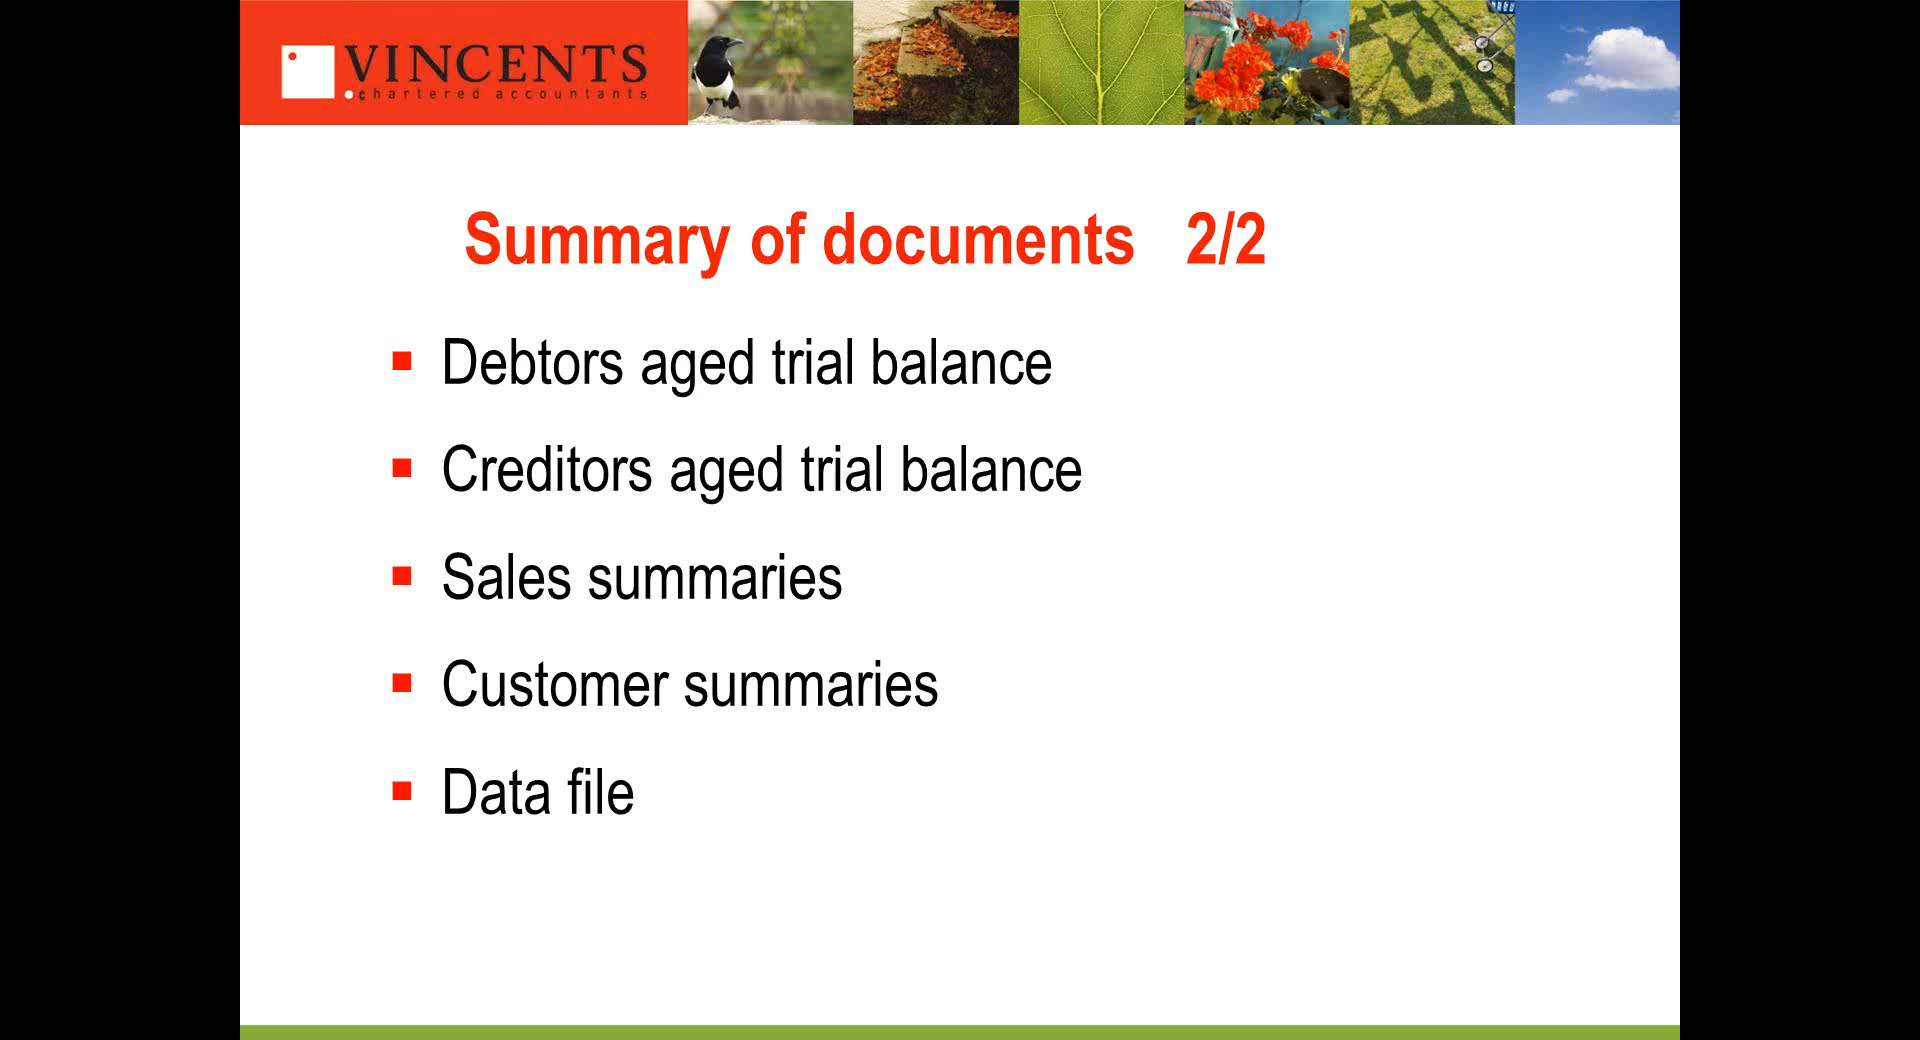 VINCENTS
chartered accountants
Summary of documents 2/2
Debtors aged trial balance
Creditors aged trial balance
Sales summaries
Customer summaries
Data file